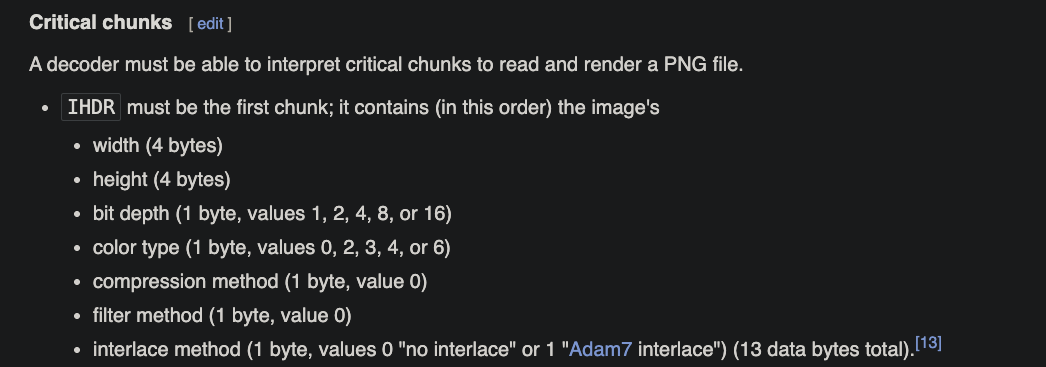 Critical chunks [ edit ]
A decoder must be able to interpret critical chunks to read and render a PNG file.
• IHDR must be the first chunk; it contains (in this order) the image's
• width (4 bytes)
• height (4 bytes)
• bit depth (1 byte, values 1, 2, 4, 8, or 16)
• color type (1 byte, values 0, 2, 3, 4, or 6)
• compression method (1 byte, value 0)
• filter method (1 byte, value 0)
• interlace method (1 byte, values 0 "no interlace" or 1 "Adam7 interlace") (13 data bytes total).[13]